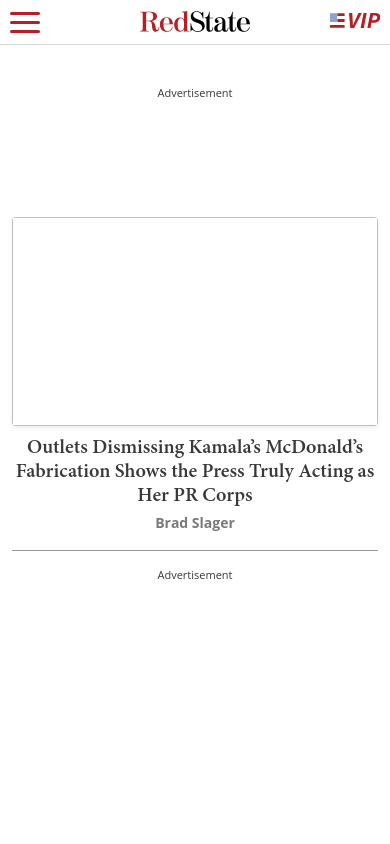 RedState
VIP
Advertisement
Outlets Dismissing Kamala’s McDonald’s
Fabrication Shows the Press Truly Acting as
Her PR Corps
Brad Slager
Advertisement